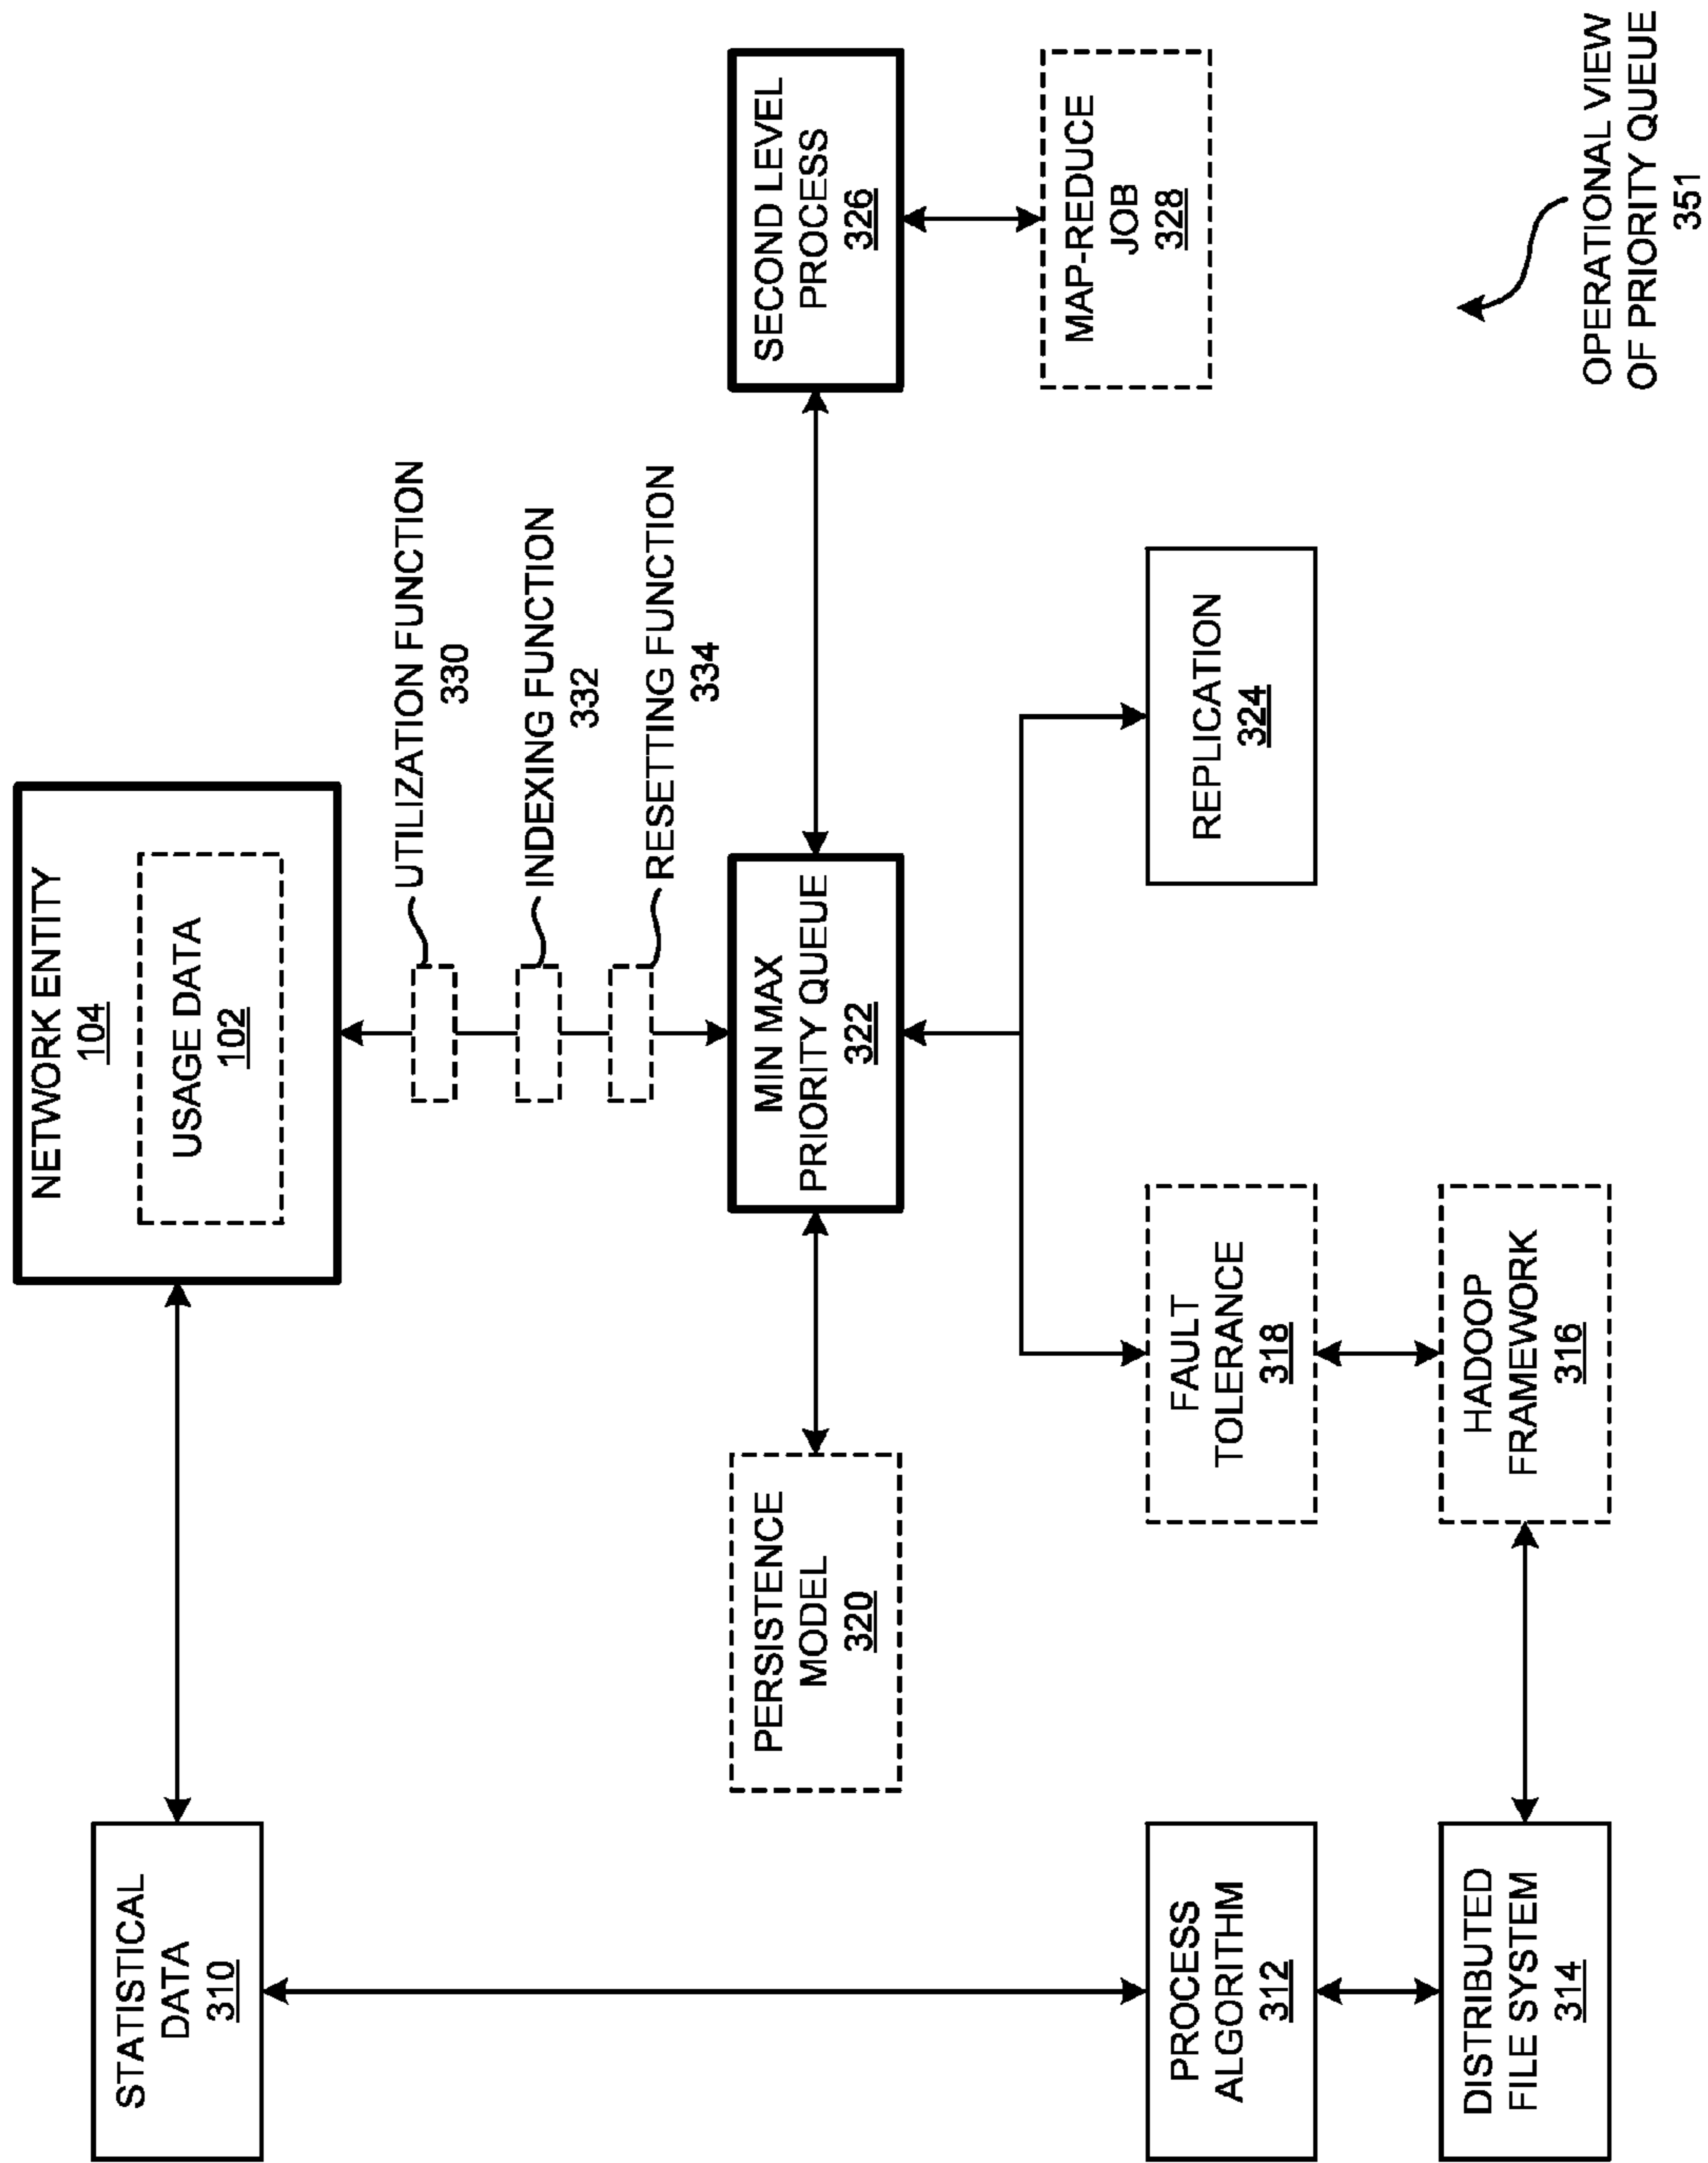 STATISTICAL
DATA
310
NETWORK ENTITY
104
USAGE DATA
102
UTILIZATION FUNCTION
330
INDEXING FUNCTION
332
RESETTING FUNCTION
334
PERSISTENCE
MODEL
320
MIN MAX
PRIORITY QUEUE
322
SECOND LEVEL
PROCESS
326
MAP-REDUCE
JOB
328
PROCESS
ALGORITHM
312
FAULT
TOLERANCE
318
REPLICATION
324
DISTRIBUTED
FILE SYSTEM
314
HADOOP
FRAMEWORK
316
OPERATIONAL VIEW
OF PRIORITY QUEUE
351